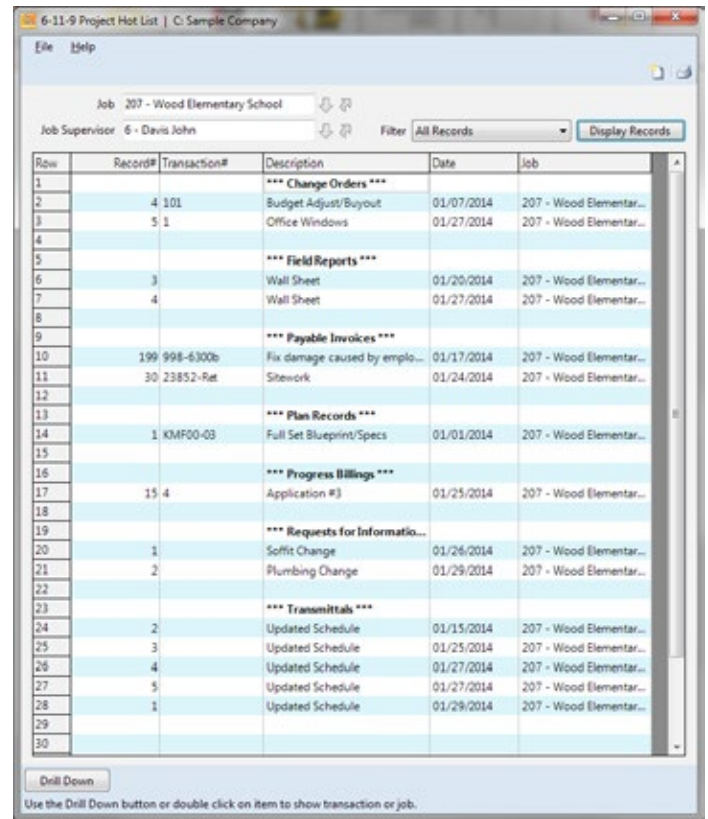 6-11-9 Project Hot List | C: Sample Company
File Help
Job 207 - Wood Elementary School
Job Supervisor 6 - Davis John Filter All Records Display Records
Row Record# Transaction# Description Date Job
1 *** Change Orders ***
2 4 101 Budget Adjust/Buyout 01/07/2014 207 - Wood Elementar...
3 5 1 Office Windows 01/27/2014 207 - Wood Elementar...
4
5 *** Field Reports ***
6 3 Wall Sheet 01/20/2014 207 - Wood Elementar...
7 4 Wall Sheet 01/27/2014 207 - Wood Elementar...
8
9 *** Payable Invoices ***
10 199 998-6300b Fix damage caused by emplo... 01/17/2014 207 - Wood Elementar...
11 30 23852-Ret Sitework 01/24/2014 207 - Wood Elementar...
12
13 *** Plan Records ***
14 1 KMF00-03 Full Set Blueprint/Specs 01/01/2014 207 - Wood Elementar...
15
16 *** Progress Billings ***
17 15 4 Application #3 01/25/2014 207 - Wood Elementar...
18
19 *** Requests for Informatio...
20 1 Soffit Change 01/26/2014 207 - Wood Elementar...
21 2 Plumbing Change 01/29/2014 207 - Wood Elementar...
22
23 *** Transmittals ***
24 2 Updated Schedule 01/15/2014 207 - Wood Elementar...
25 3 Updated Schedule 01/25/2014 207 - Wood Elementar...
26 4 Updated Schedule 01/27/2014 207 - Wood Elementar...
27 5 Updated Schedule 01/27/2014 207 - Wood Elementar...
28 1 Updated Schedule 01/29/2014 207 - Wood Elementar...
29
30
Drill Down
Use the Drill Down button or double click on item to show transaction or job.